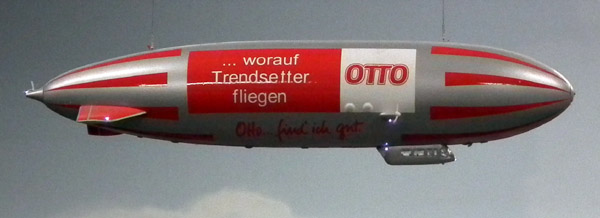 ... worauf
Trendsetter
fliegen
OTTO
Otto... find ich gut.